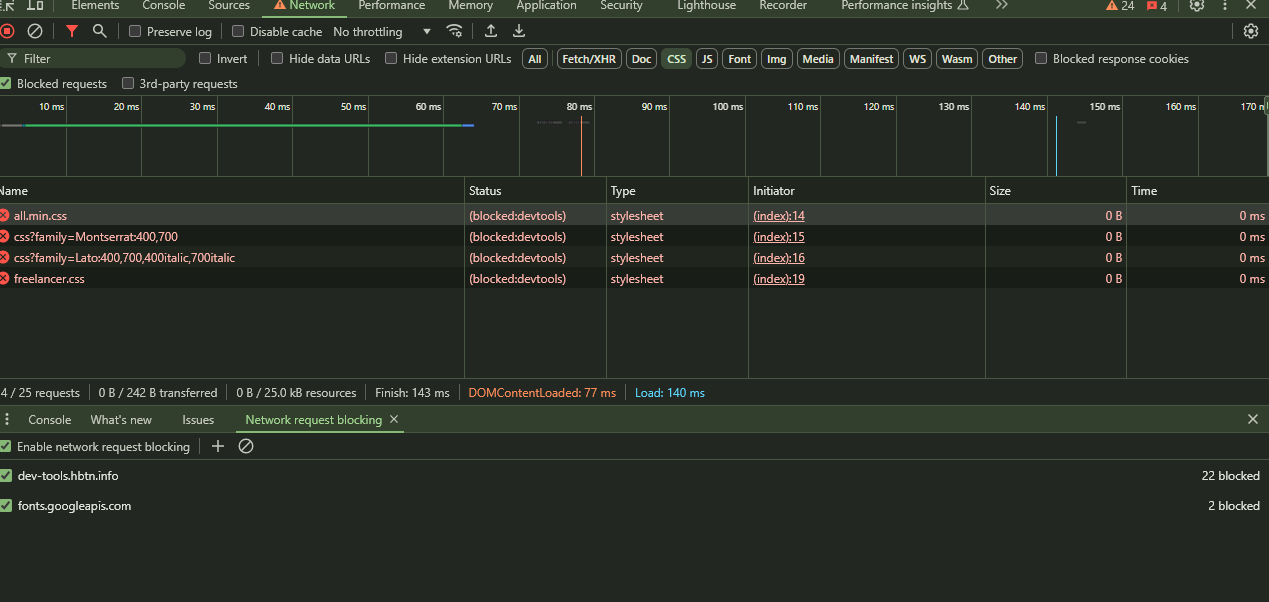 Elements Console Sources Network Performance Memory Application Security Lighthouse Recorder Performance insights 24 4
Preserve log Disable cache No throttling
Filter Invert Hide data URLs Hide extension URLs All Fetch/XHR Doc CSS JS Font Img Media Manifest WS Wasm Other Blocked response cookies
Blocked requests 3rd-party requests
10 ms 20 ms 30 ms 40 ms 50 ms 60 ms 70 ms 80 ms 90 ms 100 ms 110 ms 120 ms 130 ms 140 ms 150 ms 160 ms 170 m
Name Status Type Initiator Size Time
all.min.css (blocked:devtools) stylesheet (index):14 0 B 0 ms
css?family=Montserrat:400,700 (blocked:devtools) stylesheet (index):15 0 B 0 ms
css?family=Lato:400,700,400italic,700italic (blocked:devtools) stylesheet (index):16 0 B 0 ms
freelancer.css (blocked:devtools) stylesheet (index):19 0 B 0 ms
4 / 25 requests 0 B / 242 B transferred 0 B / 25.0 kB resources Finish: 143 ms DOMContentLoaded: 77 ms Load: 140 ms
Console What's new Issues Network request blocking
Enable network request blocking
dev-tools.hbtn.info 22 blocked
fonts.googleapis.com 2 blocked